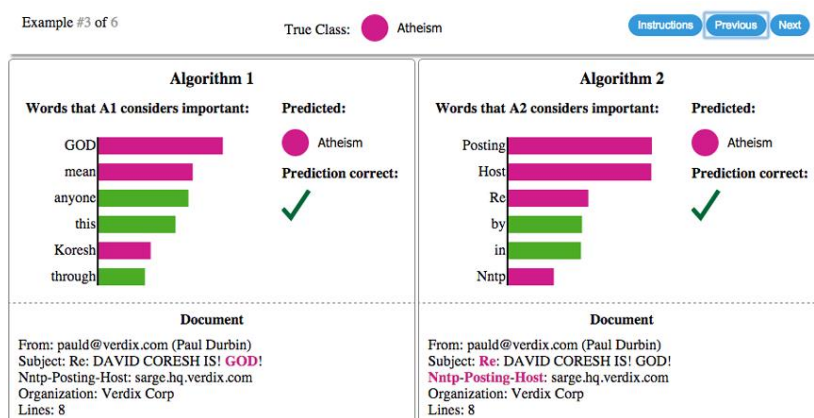 Example #3 of 6
True Class: Atheism
Instructions Previous Next
Algorithm 1
Words that A1 considers important: Predicted:
GOD
mean
anyone
this
Koresh
through
Atheism
Prediction correct:
Document
From: pauld@verdix.com (Paul Durbin)
Subject: Re: DAVID CORESH IS! GOD!
Nntp-Posting-Host: sarge.hq.verdix.com
Organization: Verdix Corp
Lines: 8
Algorithm 2
Words that A2 considers important: Predicted:
Posting
Host
Re
by
in
Nntp
Atheism
Prediction correct:
Document
From: pauld@verdix.com (Paul Durbin)
Subject: Re: DAVID CORESH IS! GOD!
Nntp-Posting-Host: sarge.hq.verdix.com
Organization: Verdix Corp
Lines: 8